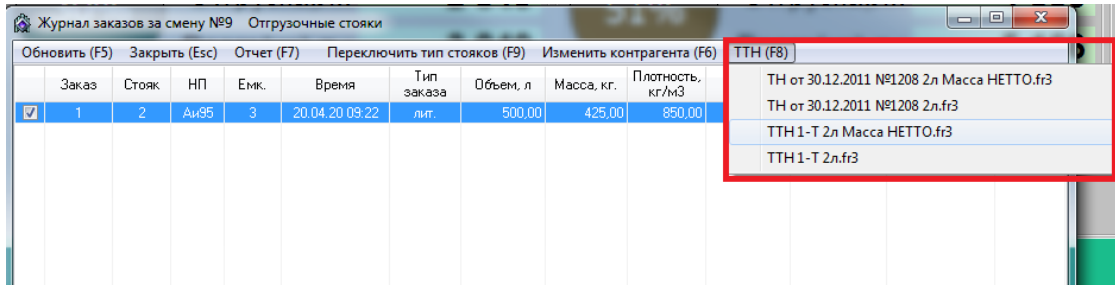 Журнал заказов за смену №9 Отгрузочные стояки
Обновить (F5) Закрыть (Esc) Отчет (F7) Переключить тип стояков (F9) Изменить контрагента (F6) ТТН (F8)
Заказ Стояк НП Емк. Время Тип заказа Объем, л Масса, кг. Плотность, кг/м3
1 2 Аи95 3 20.04.20 09:22 лит. 500,00 425,00 850,00
ТН от 30.12.2011 №1208 2л Масса НЕТТО.fr3
ТН от 30.12.2011 №1208 2л.fr3
ТТН 1-Т 2л Масса НЕТТО.fr3
ТТН 1-Т 2л.fr3